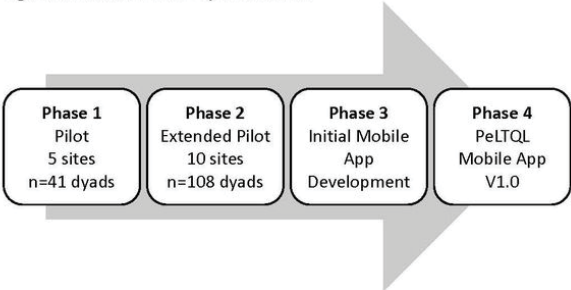 Phase 1
Pilot
5 sites
n=41 dyads
Phase 2
Extended Pilot
10 sites
n=108 dyads
Phase 3
Initial Mobile
App
Development
Phase 4
PeLTQL
Mobile App
V1.0